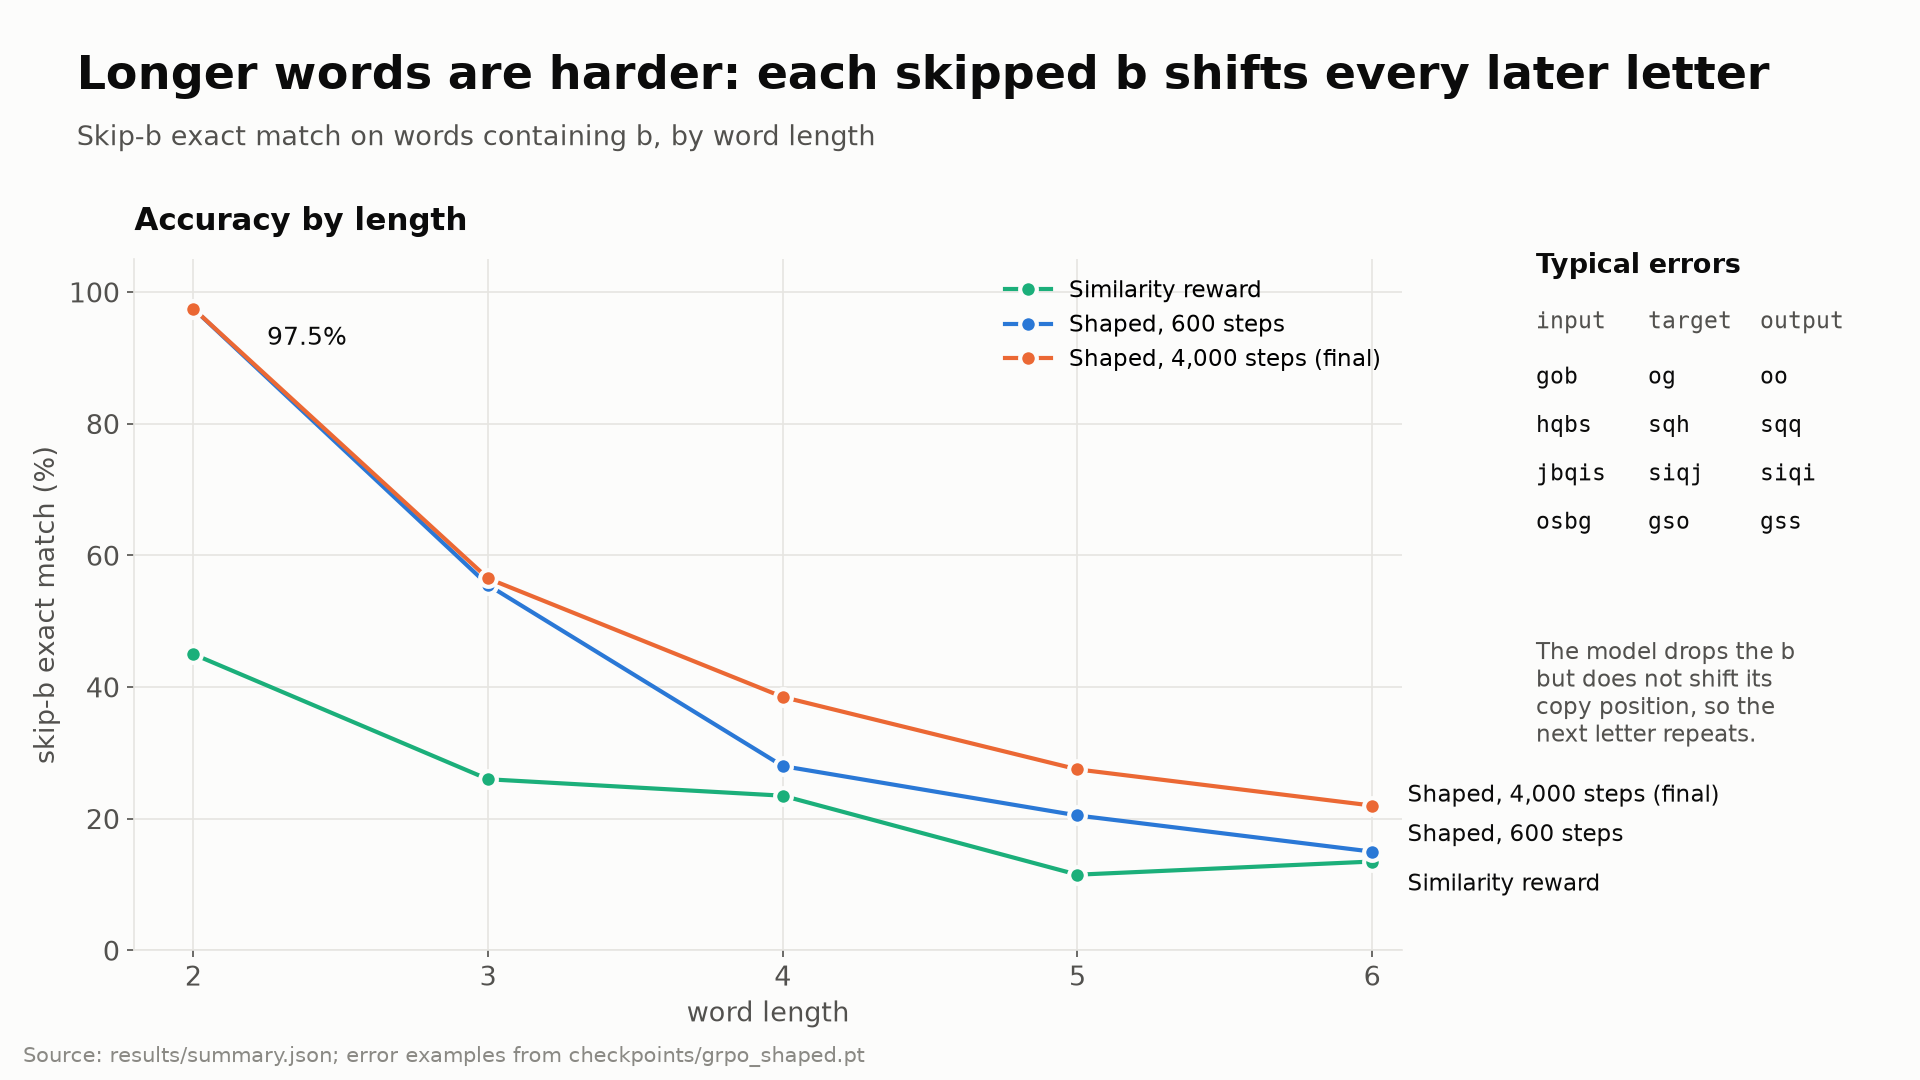 Longer words are harder: each skipped b shifts every later letter
Skip-b exact match on words containing b, by word length
Accuracy by length
skip-b exact match (%)
100
80
60
40
20
0
97.5%
Similarity reward
Shaped, 600 steps
Shaped, 4,000 steps (final)
Shaped, 4,000 steps (final)
Shaped, 600 steps
Similarity reward
2 3 4 5 6
word length
Typical errors
input target output
gob og oo
hqbs sqh sqq
jbqis siqj siqi
osbg gso gss
The model drops the b
but does not shift its
copy position, so the
next letter repeats.
Source: results/summary.json; error examples from checkpoints/grpo_shaped.pt